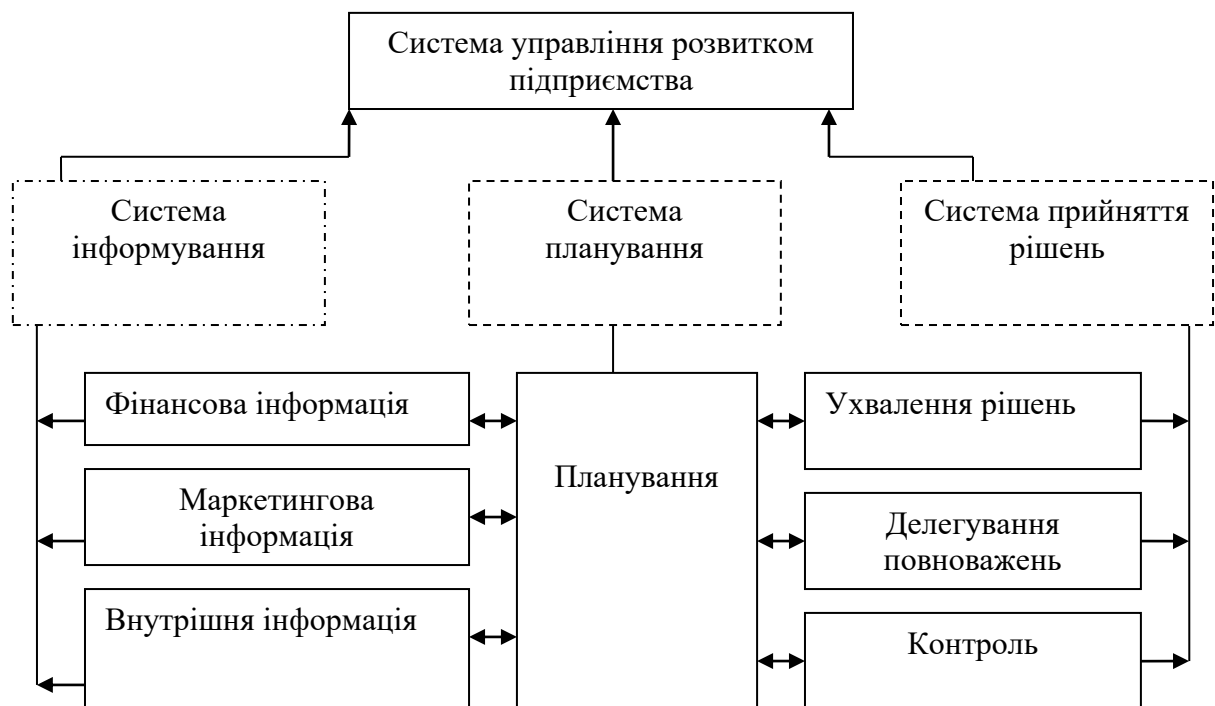 Система управління розвитком
підприємства
Система
інформування
Система
планування
Система прийняття
рішень
Фінансова інформація
Маркетингова
інформація
Внутрішня інформація
Планування
Ухвалення рішень
Делегування
повноважень
Контроль